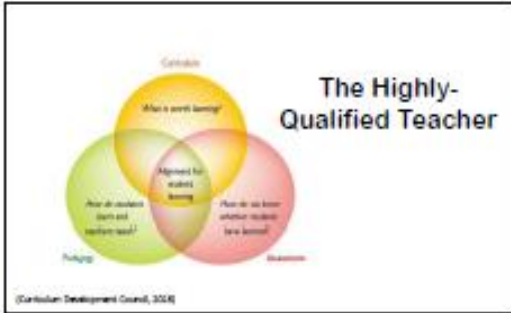 Curriculum
The Highly-
Qualified Teacher
What is worth learning?
Alignment for
student
learning
How do students
learn and
teachers teach?
How do we know
whether students
have learned?
Pedagogy
Assessment
(Curriculum Development Council, 2018)